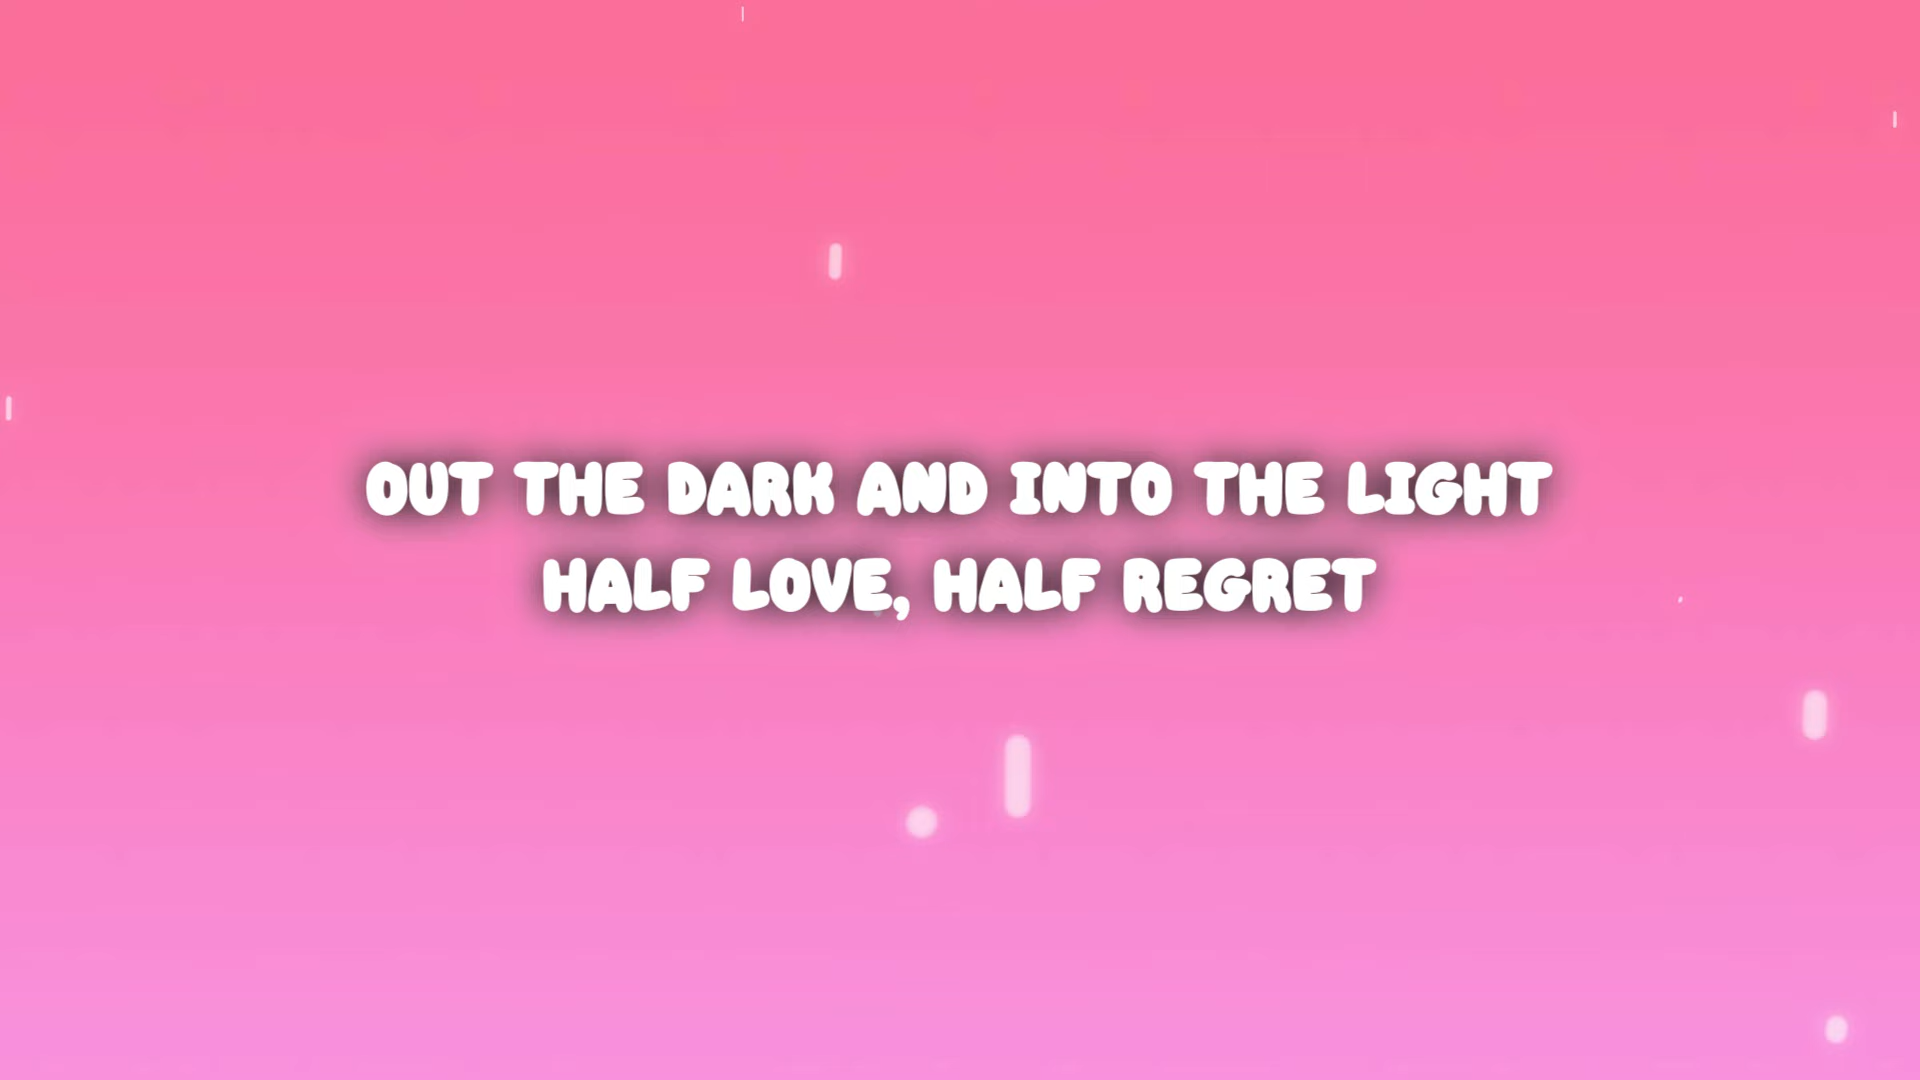 OUT THE DARK AND INTO THE LIGHT
HALF LOVE, HALF REGRET